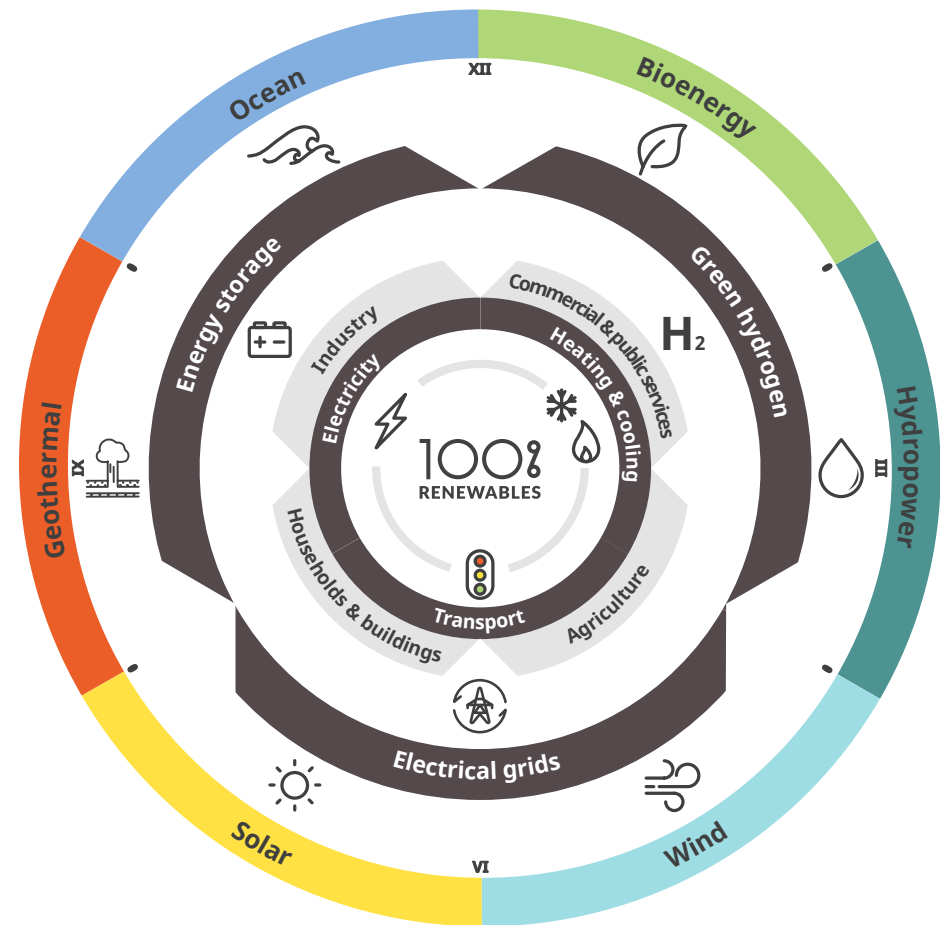 XII
Ocean
Bioenergy
Energy storage
Green hydrogen
Industry
Commercial & public services
H2
Electricity
Heating & cooling
Geothermal
IX
100%
RENEWABLES
III
Hydropower
Households & buildings
Agriculture
Transport
Electrical grids
Solar
Wind
VI